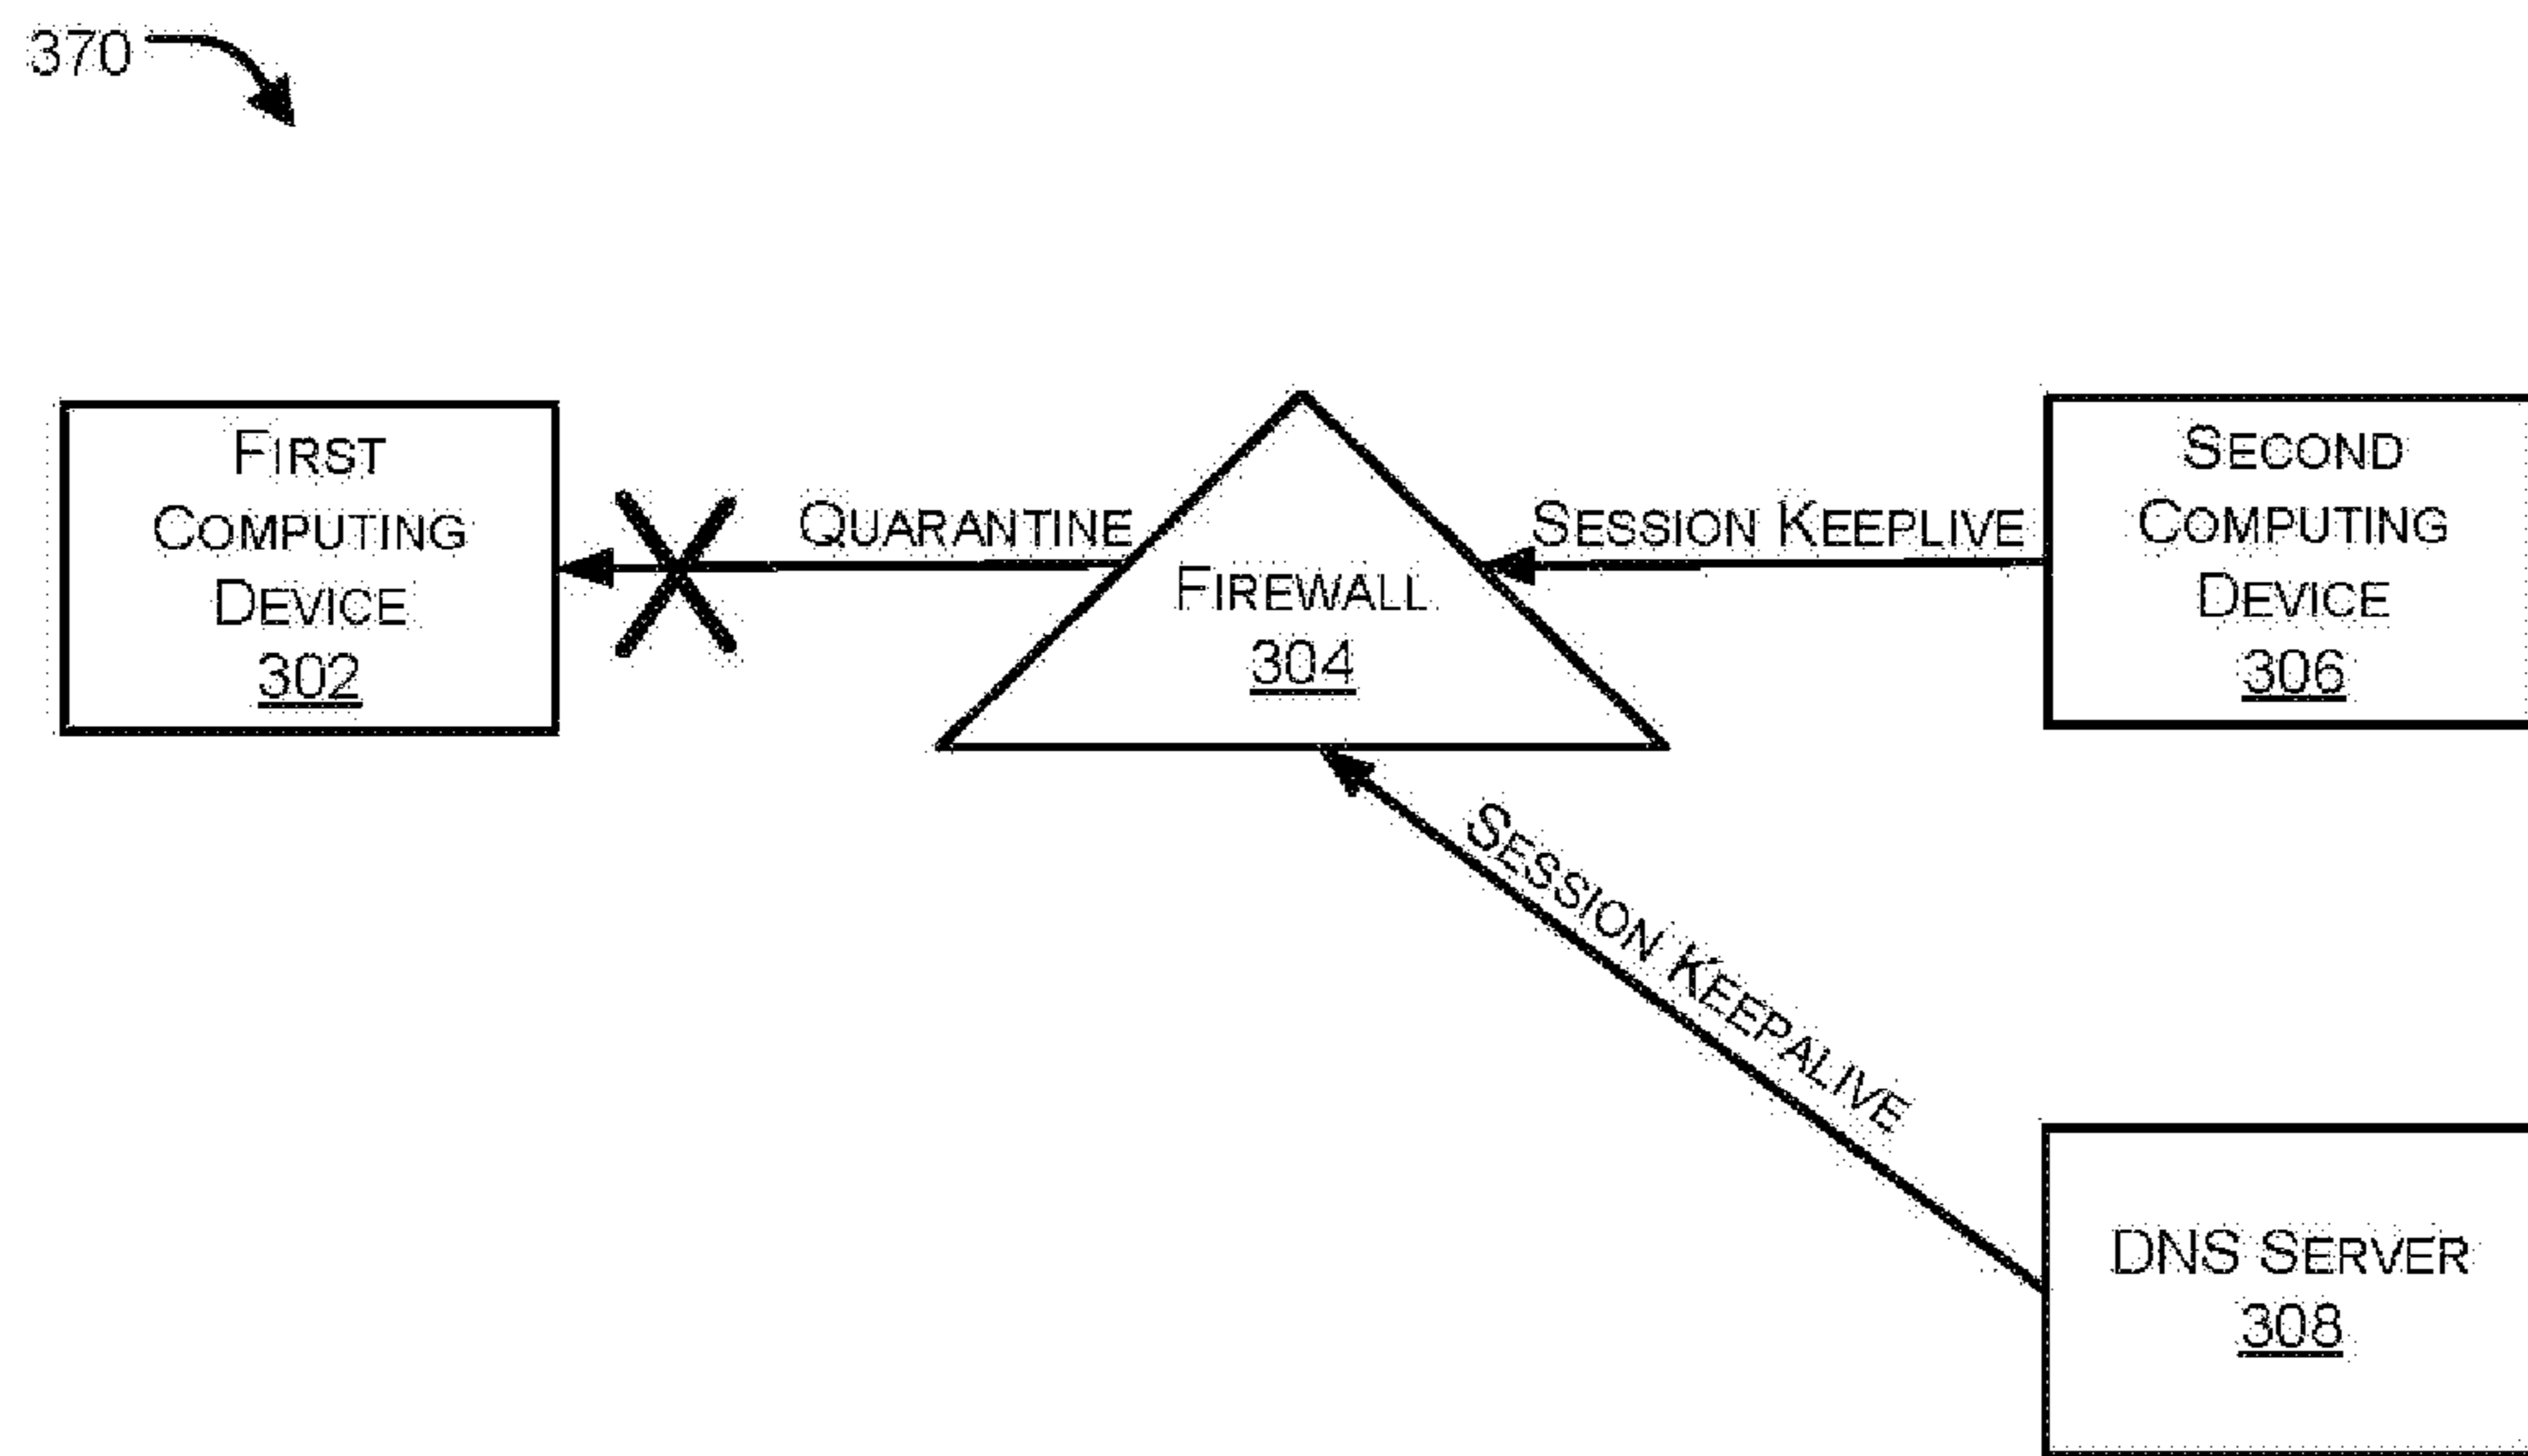 370
FIRST
COMPUTING
DEVICE
302
QUARANTINE
FIREWALL
304
SESSION KEEPLIVE
SECOND
COMPUTING
DEVICE
306
SESSION KEEPALIVE
DNS SERVER
308